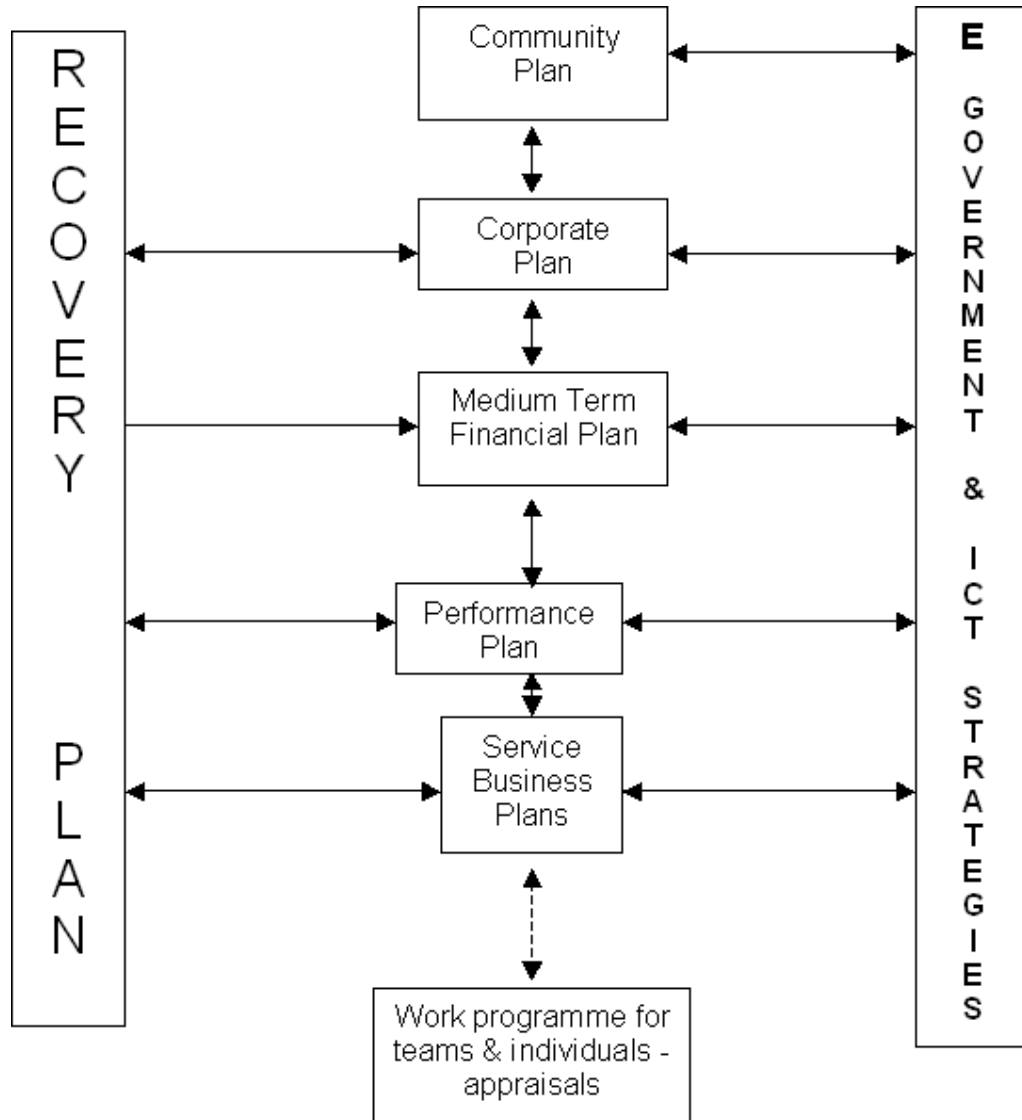 RECOVERY PLAN
Community
Plan
Corporate
Plan
Medium Term
Financial Plan
Performance
Plan
Service
Business
Plans
Work programme for
teams & individuals -
appraisals
E GOVERNMENT & ICT STRATEGIES